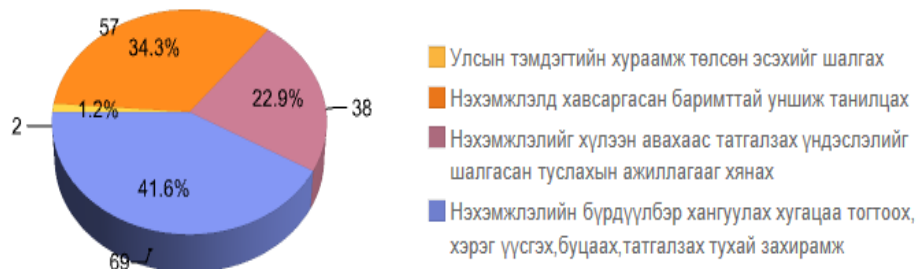 57
34.3%
22.9%
38
1.2%
2
41.6%
69
Улсын тэмдэгтийн хураамж төлсөн эсэхийг шалгах
Нэхэмжлэлд хавсаргасан баримттай уншиж танилцах
Нэхэмжлэлийг хүлээн авахаас татгалзах үндэслэлийг
шалгасан туслахын ажиллагааг хянах
Нэхэмжлэлийн бүрдүүлбэр хангуулах хугацаа тогтоох,
хэрэг үүсгэх,буцаах,татгалзах тухай захирамж